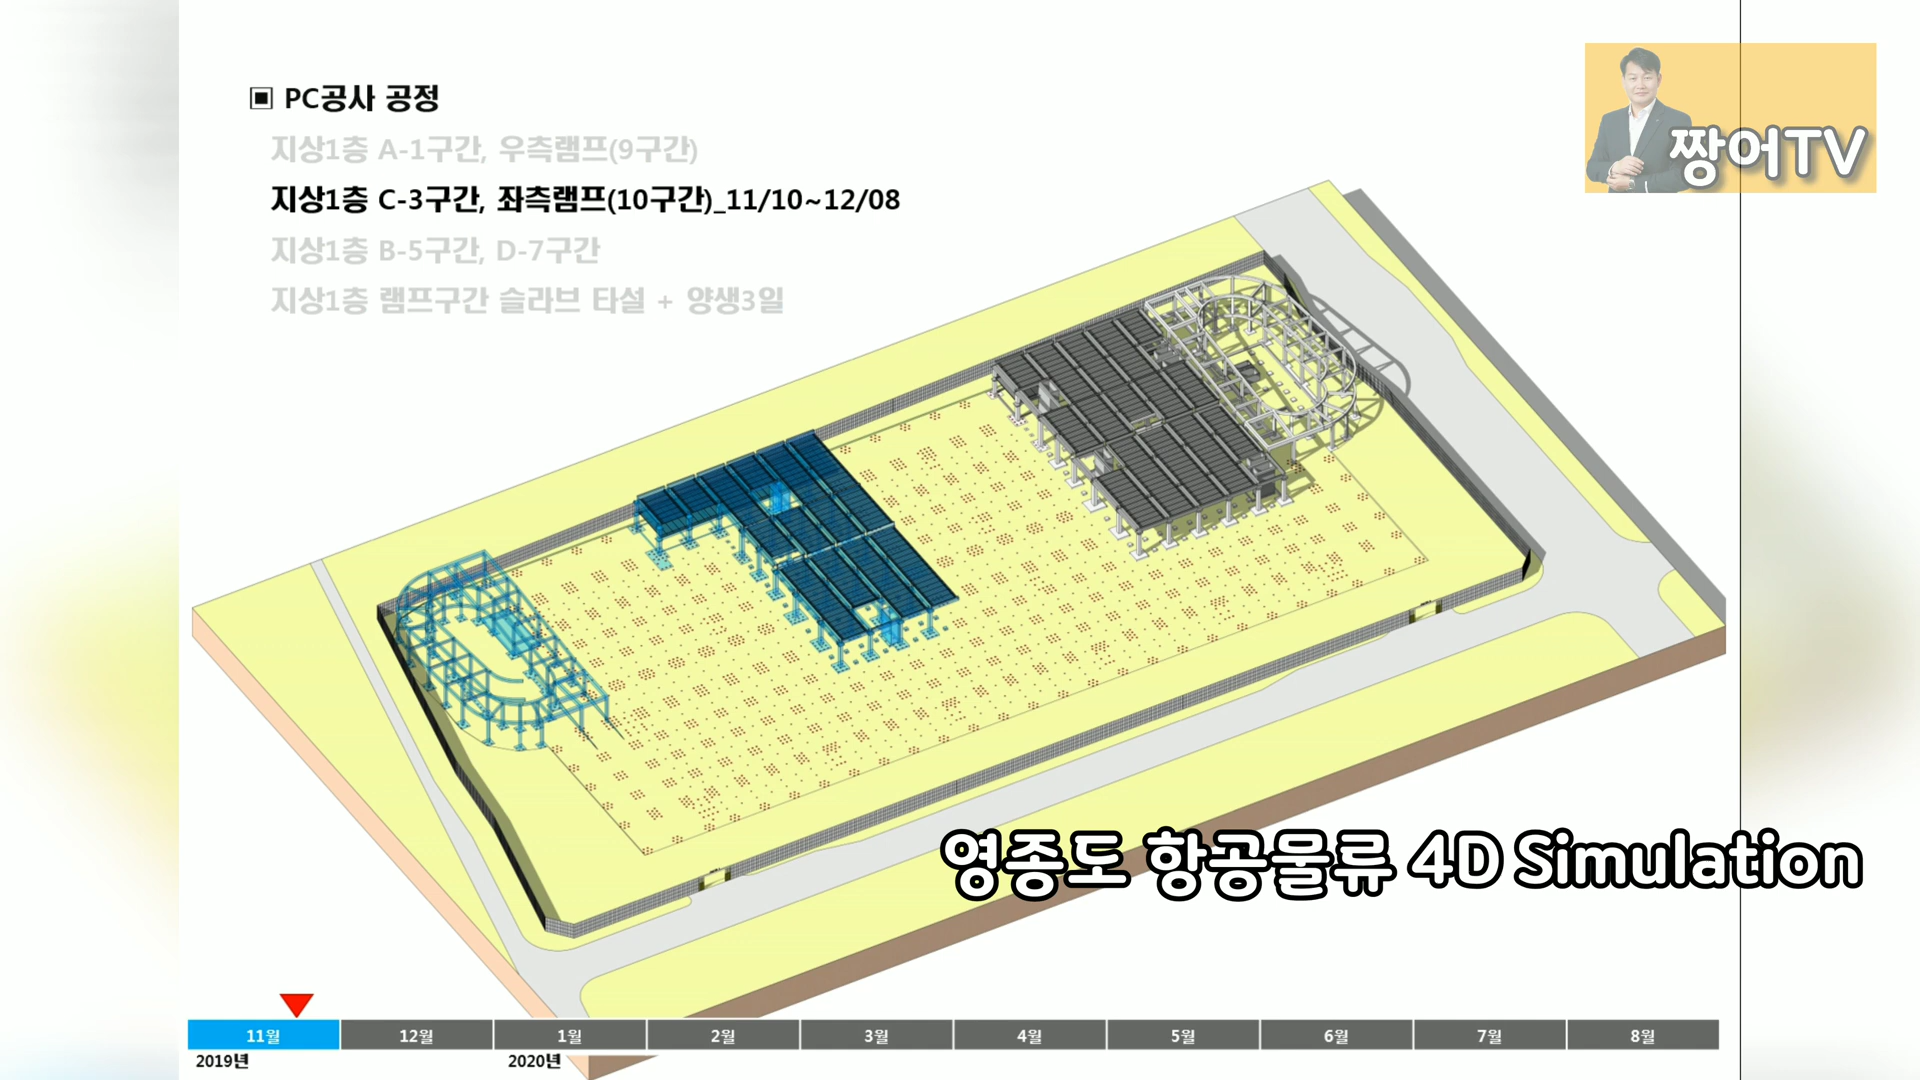 ▣ PC공사 공정
지상1층 A-1구간, 우측램프(9구간)
지상1층 C-3구간, 좌측램프(10구간)_11/10~12/08
지상1층 B-5구간, D-7구간
지상1층 램프구간 슬라브 타설 + 양생3일
짱어TV
영종도 항공물류 4D Simulation
11월 12월 1월 2월 3월 4월 5월 6월 7월 8월
2019년 2020년